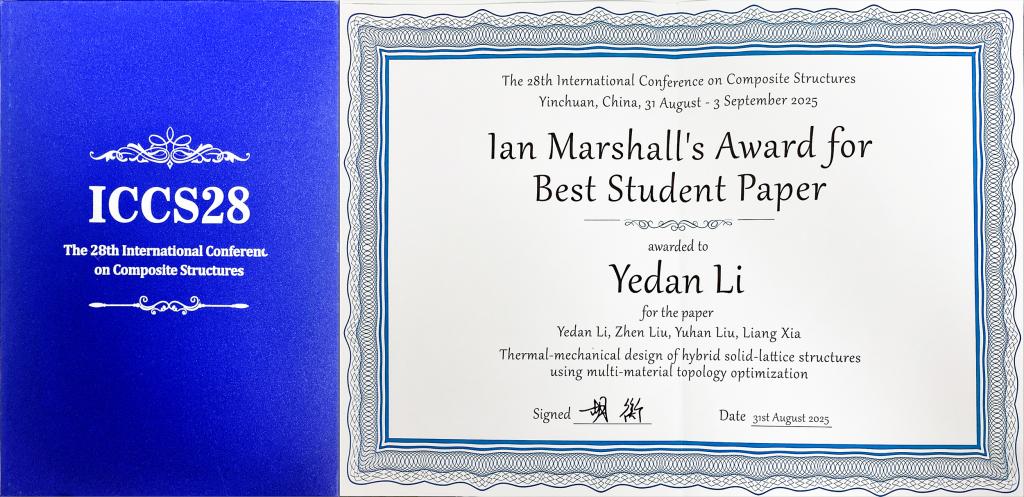 ICCS28
The 28th International Conferenc
on Composite Structures
The 28th International Conference on Composite Structures
Yinchuan, China, 31 August - 3 September 2025
Ian Marshall's Award for
Best Student Paper
awarded to
Yedan Li
for the paper
Yedan Li, Zhen Liu, Yuhan Liu, Liang Xia
Thermal-mechanical design of hybrid solid-lattice structures
using multi-material topology optimization
Signed 胡衡
Date 31st August 2025